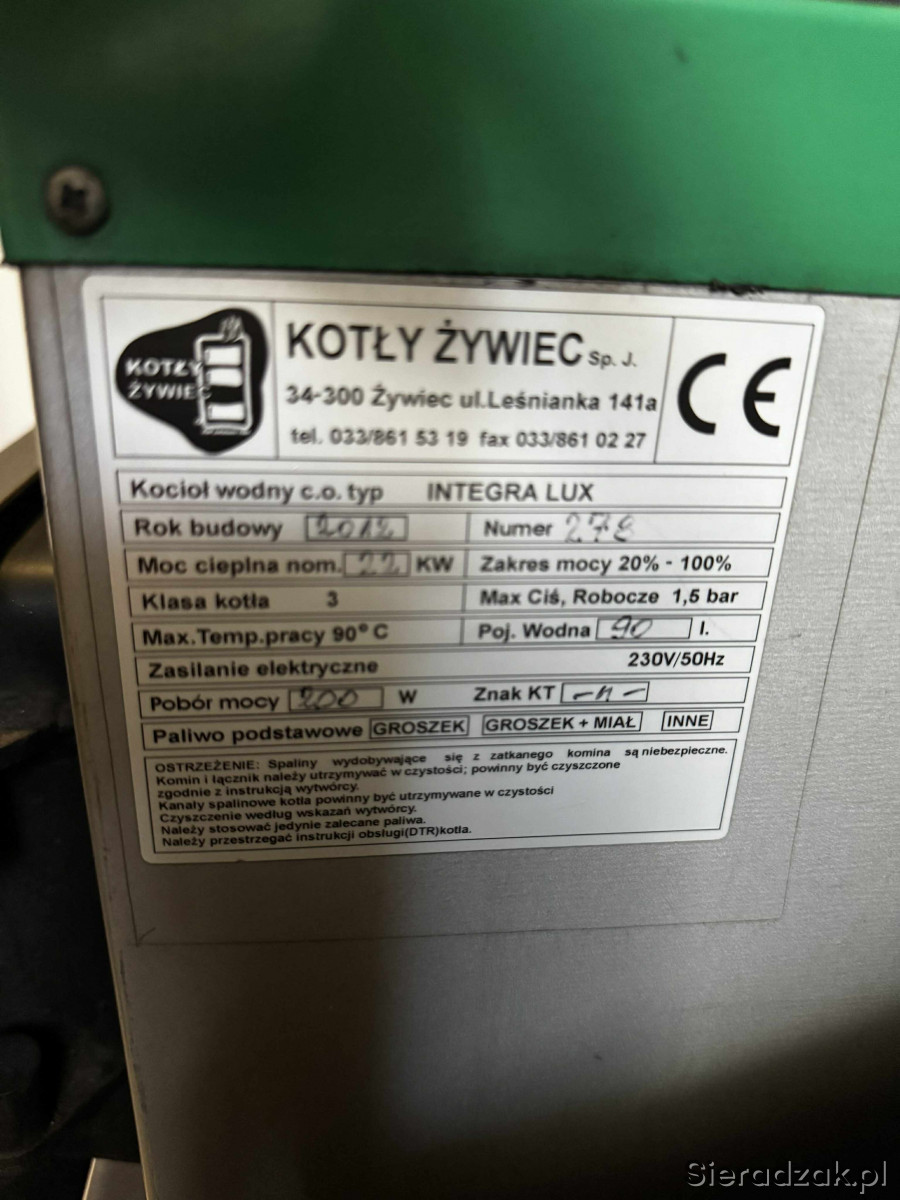 KOTŁY
ŻYWIEC
KOTŁY ŻYWIEC Sp. J.
34-300 Żywiec ul.Leśnianka 141a
tel. 033/861 53 19 fax 033/861 02 27
CE
Kocioł wodny c.o. typ INTEGRA LUX
Rok budowy 2012 Numer 278
Moc cieplna nom. 22 KW Zakres mocy 20% - 100%
Klasa kotła 3 Max Ciś, Robocze 1,5 bar
Max.Temp.pracy 90° C Poj. Wodna 90 l.
Zasilanie elektryczne 230V/50Hz
Pobór mocy 200 W Znak KT
Paliwo podstawowe GROSZEK GROSZEK + MIAŁ INNE
OSTRZEŻENIE: Spaliny wydobywające się z zatkanego komina są niebezpieczne.
Komin i łącznik należy utrzymywać w czystości; powinny być czyszczone
zgodnie z instrukcją wytwórcy.
Kanały spalinowe kotła powinny być utrzymywane w czystości
Czyszczenie według wskazań wytwórcy.
Należy stosować jedynie zalecane paliwa.
Należy przestrzegać instrukcji obsługi(DTR)kotła.
Sieradzak.pl